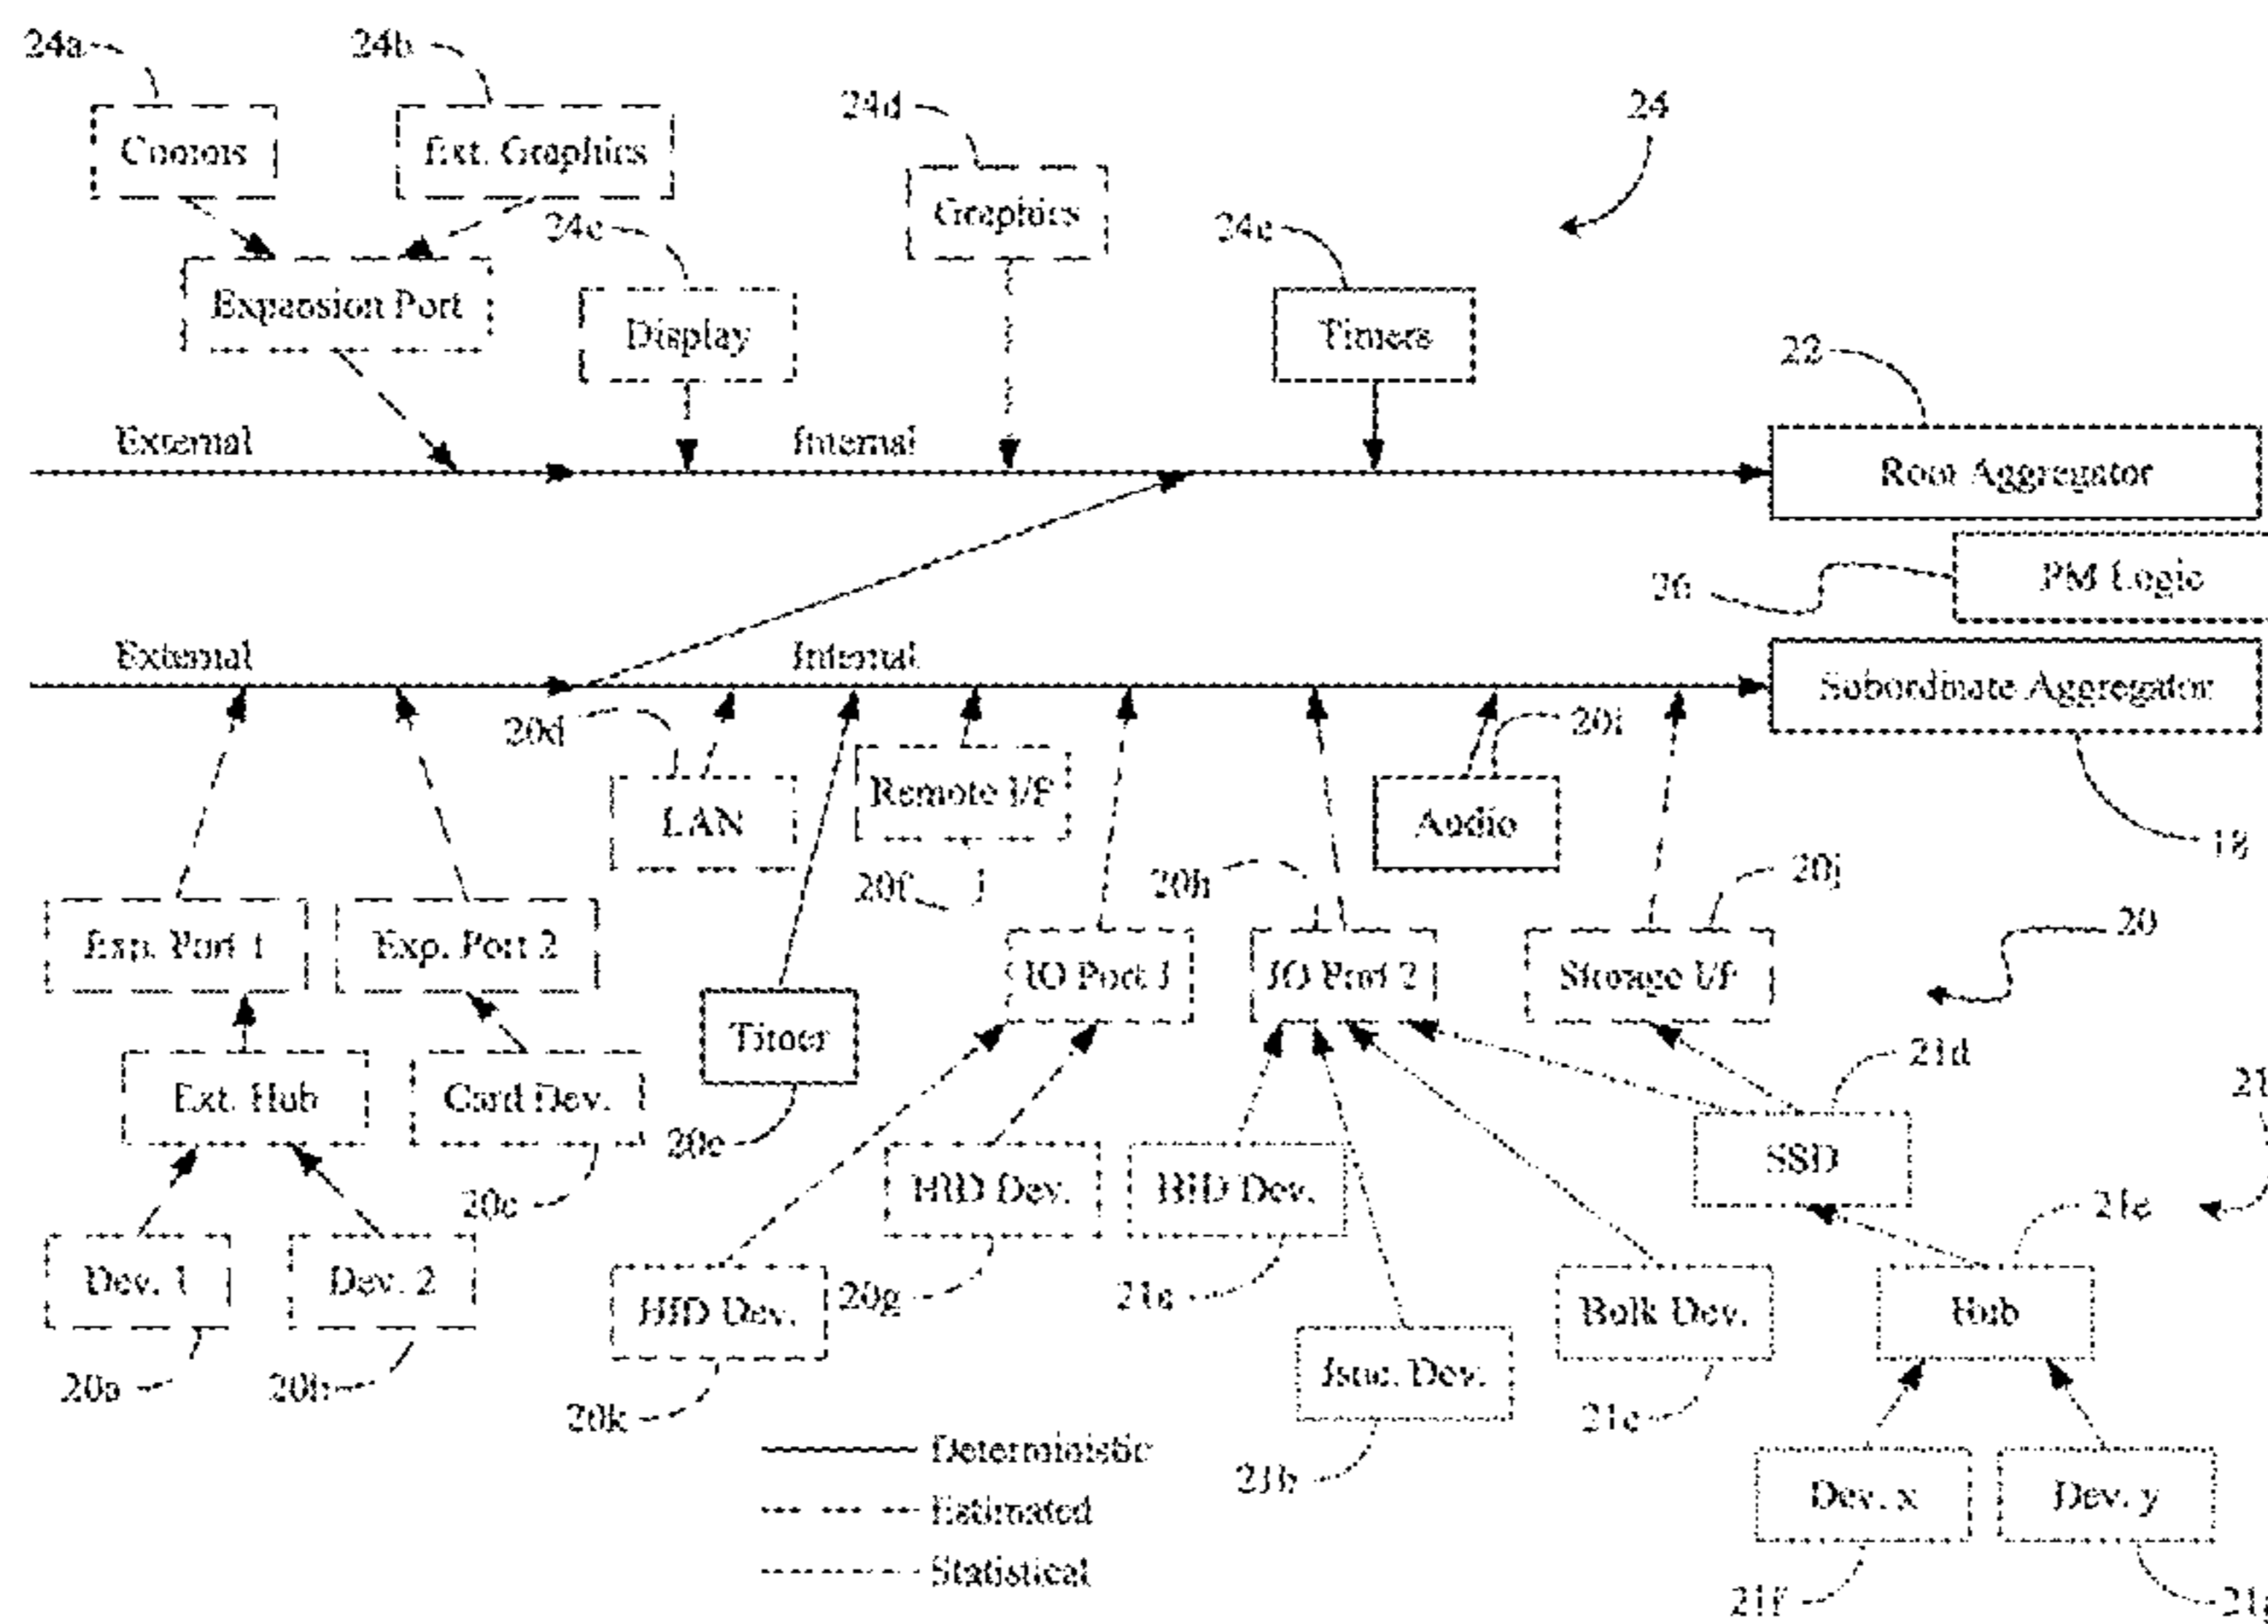 24a
24b
24d
24
Comms
Ext. Graphics
24c
Graphics
24e
Expansion Port
Display
Timers
22
External
Internal
Root Aggregator
26
PM Logic
External
Internal
Subordinate Aggregator
20d
20i
LAN
Remote I/F
Audio
18
20f
20h
20j
20
Exp. Port 1
Exp. Port 2
IO Port 1
IO Port 2
Storage I/F
Timer
21d
21
Ext. Hub
Card Dev.
20e
SSD
20c
HID Dev.
HID Dev.
21e
Dev. 1
Dev. 2
HID Dev.
20g
21a
Bulk Dev.
Hub
20a
20b
20k
Isoc. Dev.
21c
Deterministic
21b
Estimated
Dev. x
Dev. y
Statistical
21f